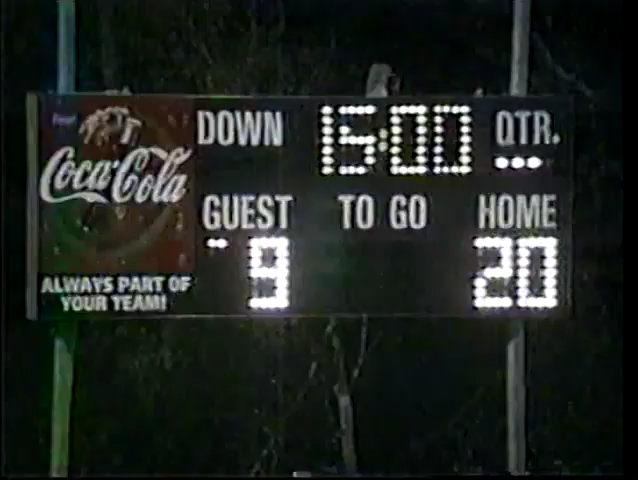 DOWN 15:00 QTR.
Coca-Cola
GUEST TO GO HOME
9 20
ALWAYS PART OF
YOUR TEAM!